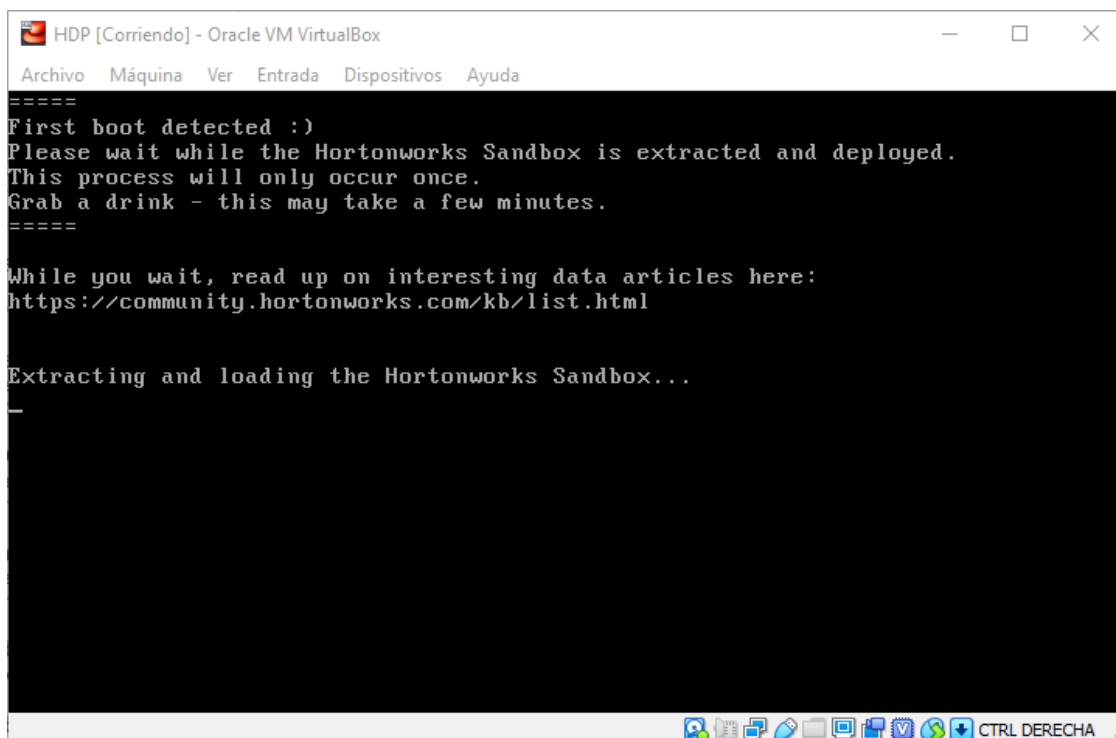 HDP [Corriendo] - Oracle VM VirtualBox
Archivo Máquina Ver Entrada Dispositivos Ayuda
=====
First boot detected :)
Please wait while the Hortonworks Sandbox is extracted and deployed.
This process will only occur once.
Grab a drink - this may take a few minutes.
=====
While you wait, read up on interesting data articles here:
https://community.hortonworks.com/kb/list.html
Extracting and loading the Hortonworks Sandbox...
CTRL DERECHA